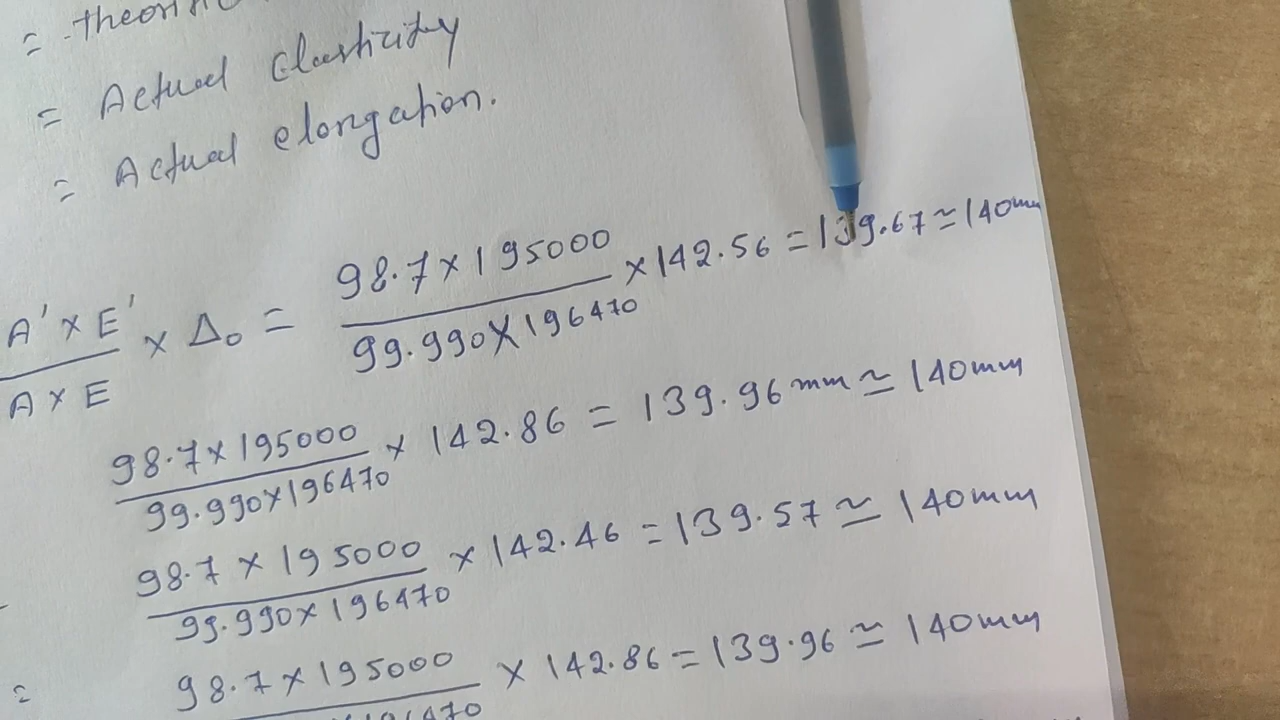 =
= Actual Elasticity
= Actual elongation.
A' × E' / A × E × Δ₀ = 98.7 × 195000 / 99.990 × 196470 × 142.56 = 139.67 ≃ 140mm
98.7 × 195000 / 99.990 × 196470 × 142.86 = 139.96 mm ≃ 140mm
98.7 × 195000 / 99.990 × 196470 × 142.46 = 139.57 ≃ 140mm
= 98.7 × 195000 × 142.86 = 139.96 ≃ 140mm